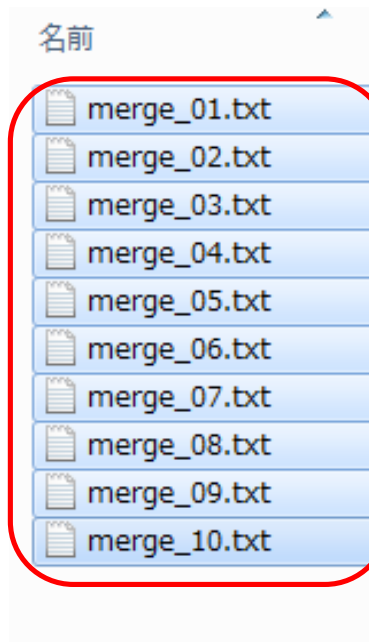 名前
merge_01.txt
merge_02.txt
merge_03.txt
merge_04.txt
merge_05.txt
merge_06.txt
merge_07.txt
merge_08.txt
merge_09.txt
merge_10.txt